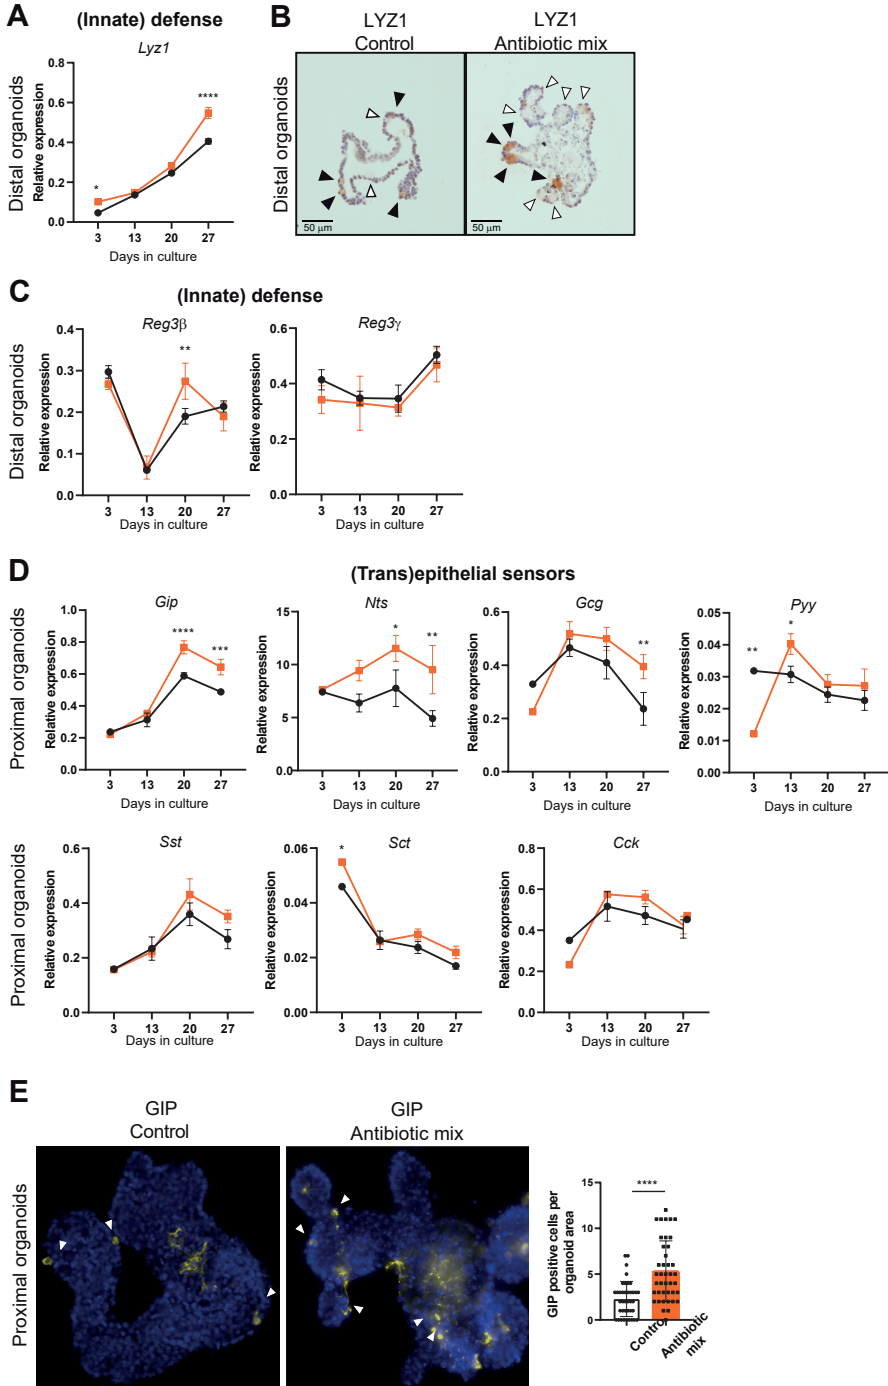 A
(Innate) defense
Lyz1
Distal organoids
Relative expression
0.8
0.6
0.4
0.2
0.0
*
****
3 13 20 27
Days in culture
B
LYZ1
Control
LYZ1
Antibiotic mix
Distal organoids
50 μm
50 μm
C
(Innate) defense
Distal organoids
Reg3β
Relative expression
0.4
0.3
0.2
0.1
0.0
**
3 13 20 27
Days in culture
Reg3γ
Relative expression
0.6
0.4
0.2
0.0
3 13 20 27
Days in culture
D
(Trans)epithelial sensors
Proximal organoids
Gip
Relative expression
1.0
0.8
0.6
0.4
0.2
0.0
****
***
3 13 20 27
Days in culture
Nts
Relative expression
15
10
5
0
*
**
3 13 20 27
Days in culture
Gcg
Relative expression
0.6
0.4
0.2
0.0
**
3 13 20 27
Days in culture
Pyy
Relative expression
0.05
0.04
0.03
0.02
0.01
0.00
**
*
3 13 20 27
Days in culture
Proximal organoids
Sst
Relative expression
0.6
0.4
0.2
0.0
3 13 20 27
Days in culture
Sct
Relative expression
0.06
0.04
0.02
0.00
*
3 13 20 27
Days in culture
Cck
Relative expression
0.8
0.6
0.4
0.2
0.0
3 13 20 27
Days in culture
E
GIP
Control
GIP
Antibiotic mix
Proximal organoids
GIP positive cells per
organoid area
15
10
5
0
****
Control
Antibiotic
mix